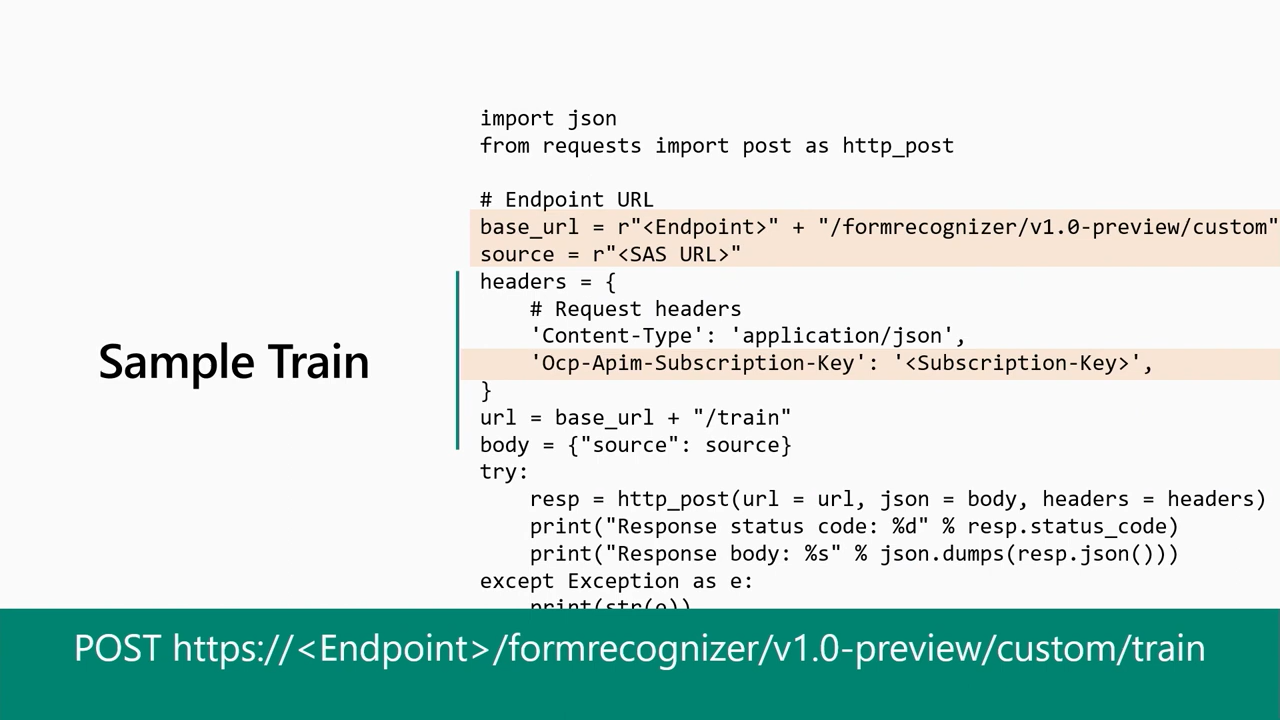 Sample Train
import json
from requests import post as http_post
# Endpoint URL
base_url = r"<Endpoint>" + "/formrecognizer/v1.0-preview/custom"
source = r"<SAS URL>"
headers = {
    # Request headers
    'Content-Type': 'application/json',
    'Ocp-Apim-Subscription-Key': '<Subscription-Key>',
}
url = base_url + "/train"
body = {"source": source}
try:
    resp = http_post(url = url, json = body, headers = headers)
    print("Response status code: %d" % resp.status_code)
    print("Response body: %s" % json.dumps(resp.json()))
except Exception as e:
    print(str(e))
POST https://<Endpoint>/formrecognizer/v1.0-preview/custom/train